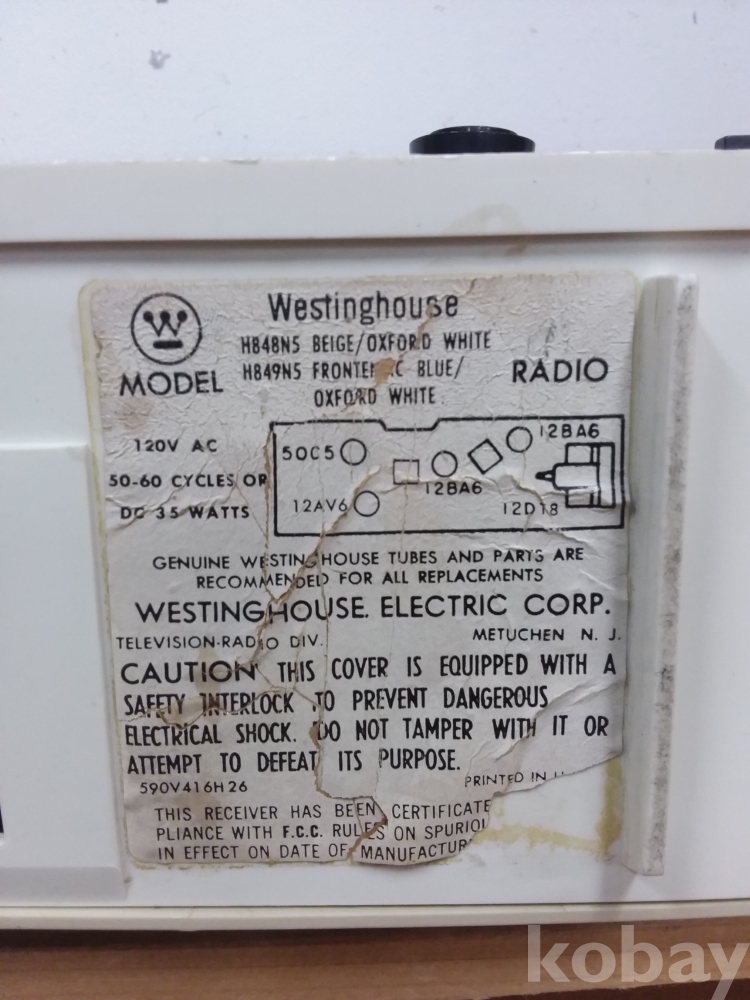 W
Westinghouse
MODEL
H848N5 BEIGE/OXFORD WHITE
H849N5 BLUE/
OXFORD WHITE
RADIO
120V AC
50-60 CYCLES OR
DC 35 WATTS
50C5
12BA6
12BA6
12AV6
12DT8
GENUINE WESTINGHOUSE TUBES AND PARTS ARE
RECOMMENDED FOR ALL REPLACEMENTS
WESTINGHOUSE ELECTRIC CORP.
TELEVISION-RADIO DIV.
METUCHEN N. J.
CAUTION THIS COVER IS EQUIPPED WITH A
SAFETY INTERLOCK TO PREVENT DANGEROUS
ELECTRICAL SHOCK. DO NOT TAMPER WITH IT OR
ATTEMPT TO DEFEAT ITS PURPOSE.
590V416H26
PRINTED IN
THIS RECEIVER HAS BEEN CERTIFICATE
PLIANCE WITH F.C.C. RULES ON SPURIOU
IN EFFECT ON DATE OF MANUFACTUR
kobay